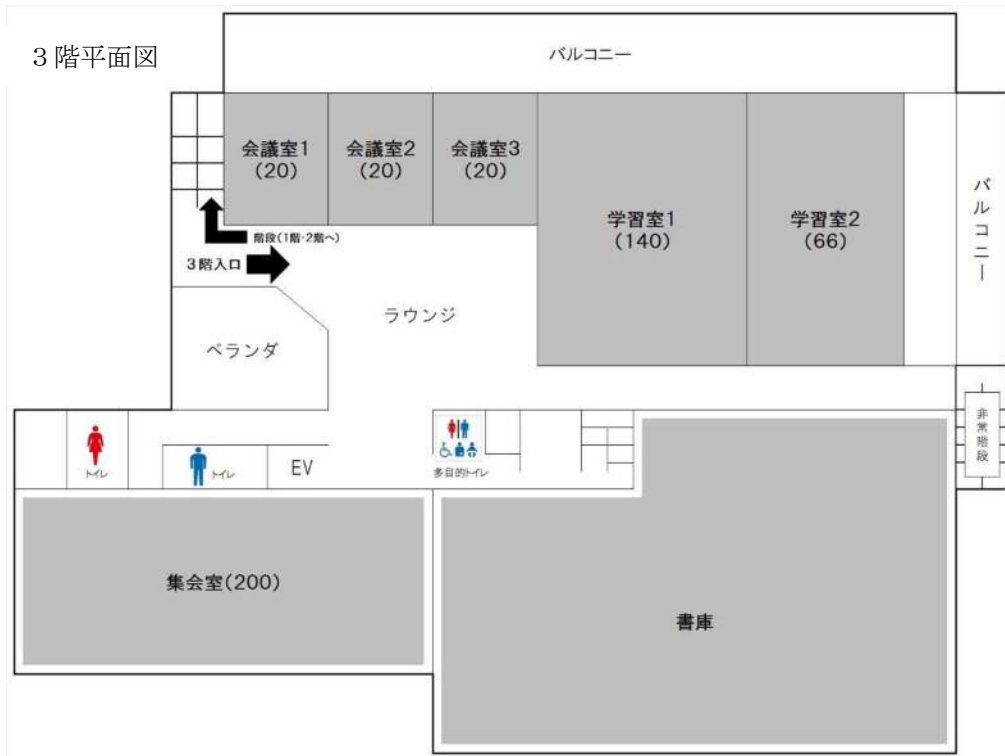 3階平面図
バルコニー
会議室1
(20)
会議室2
(20)
会議室3
(20)
学習室1
(140)
学習室2
(66)
バルコニー
階段(1階・2階へ)
3階入口
ラウンジ
ベランダ
非常階段
トイレ
トイレ
EV
多目的トイレ
集会室(200)
書庫